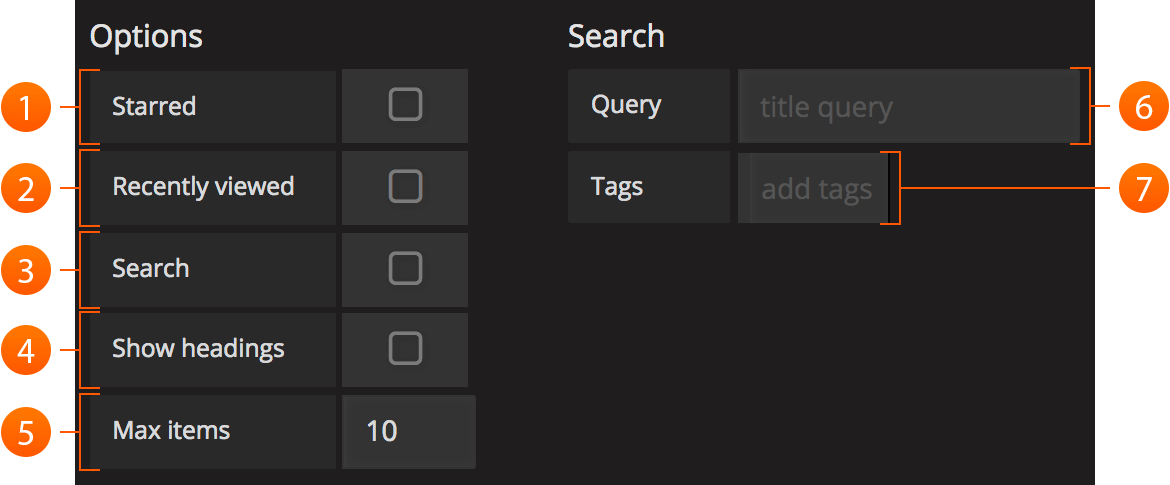 Options
1 Starred
2 Recently viewed
3 Search
4 Show headings
5 Max items 10
Search
Query title query 6
Tags add tags 7